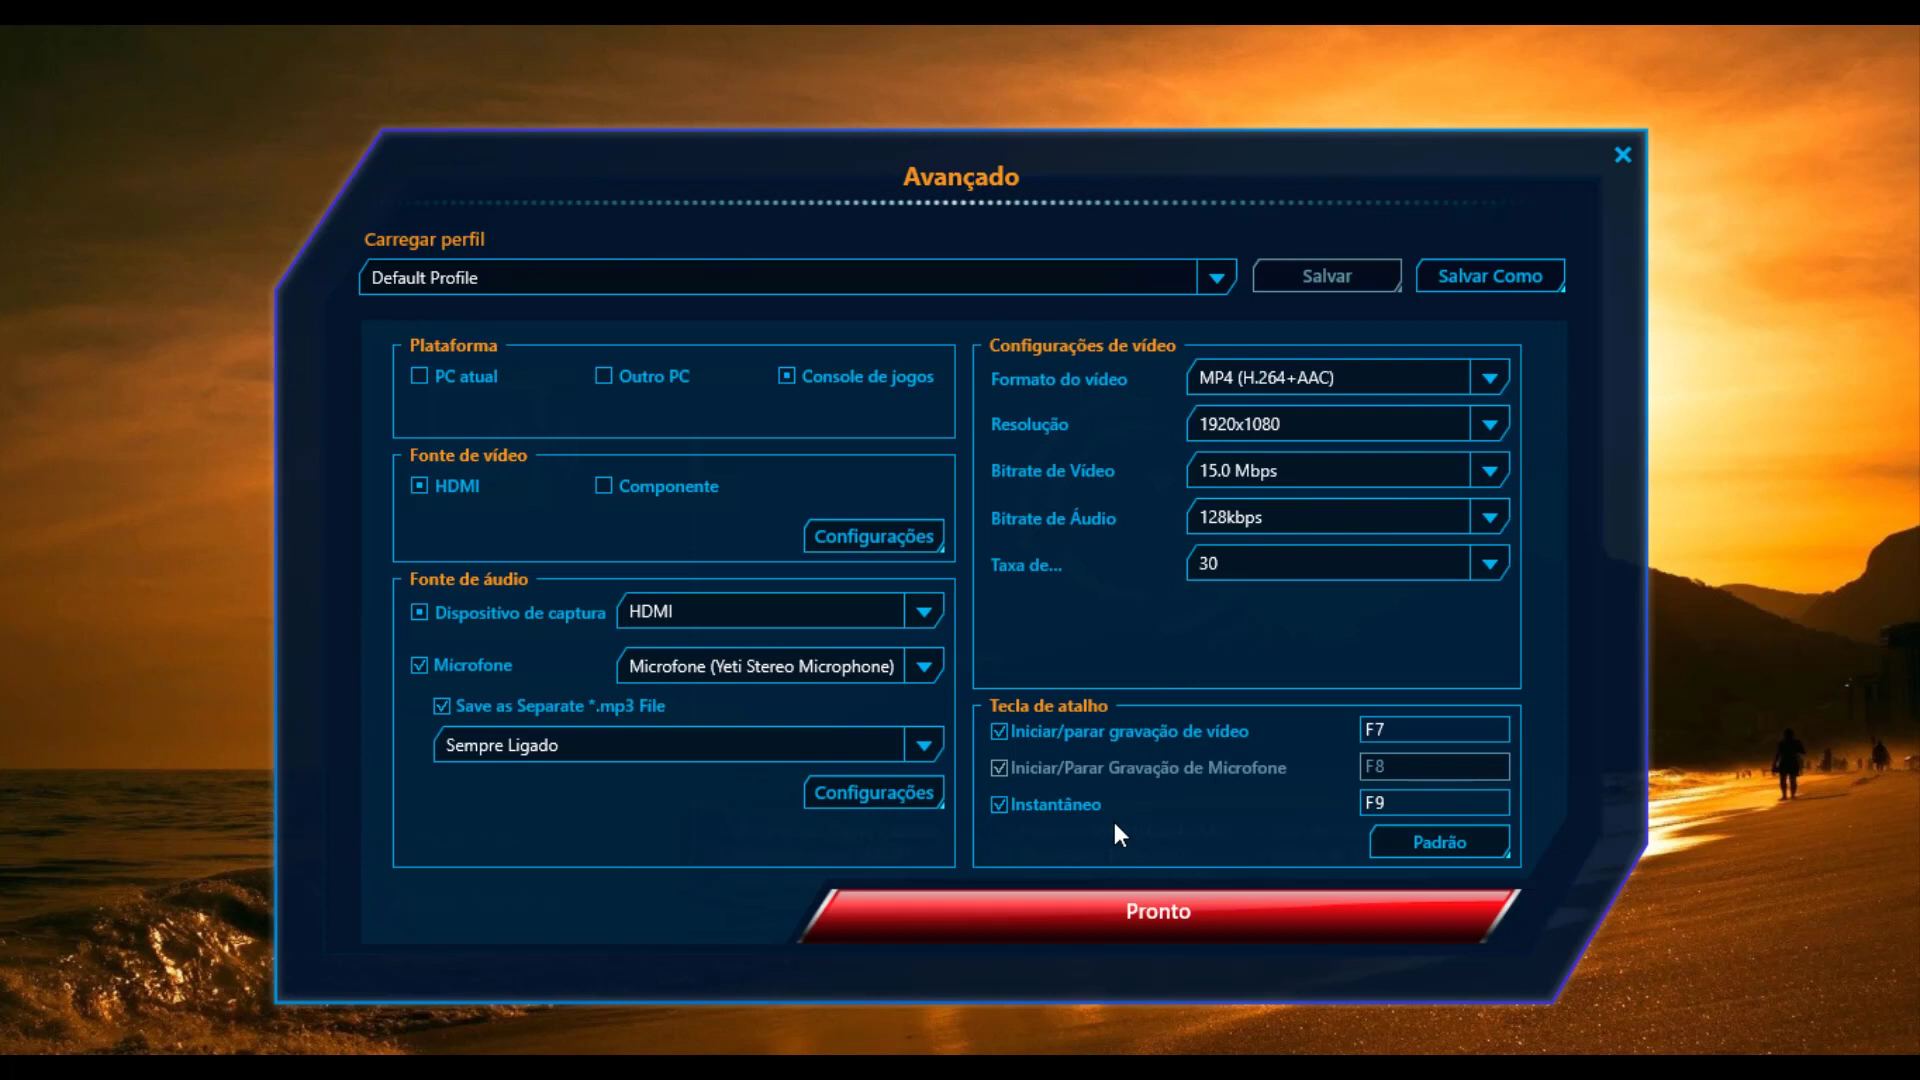 Avançado
Carregar perfil
Default Profile
Salvar
Salvar Como
Plataforma
PC atual
Outro PC
Console de jogos
Fonte de vídeo
HDMI
Componente
Configurações
Fonte de áudio
Dispositivo de captura
HDMI
Microfone
Microfone (Yeti Stereo Microphone)
Save as Separate *.mp3 File
Sempre Ligado
Configurações
Configurações de vídeo
Formato do vídeo
MP4 (H.264+AAC)
Resolução
1920x1080
Bitrate de Vídeo
15.0 Mbps
Bitrate de Áudio
128kbps
Taxa de...
30
Tecla de atalho
Iniciar/parar gravação de vídeo
F7
Iniciar/Parar Gravação de Microfone
F8
Instantâneo
F9
Padrão
Pronto